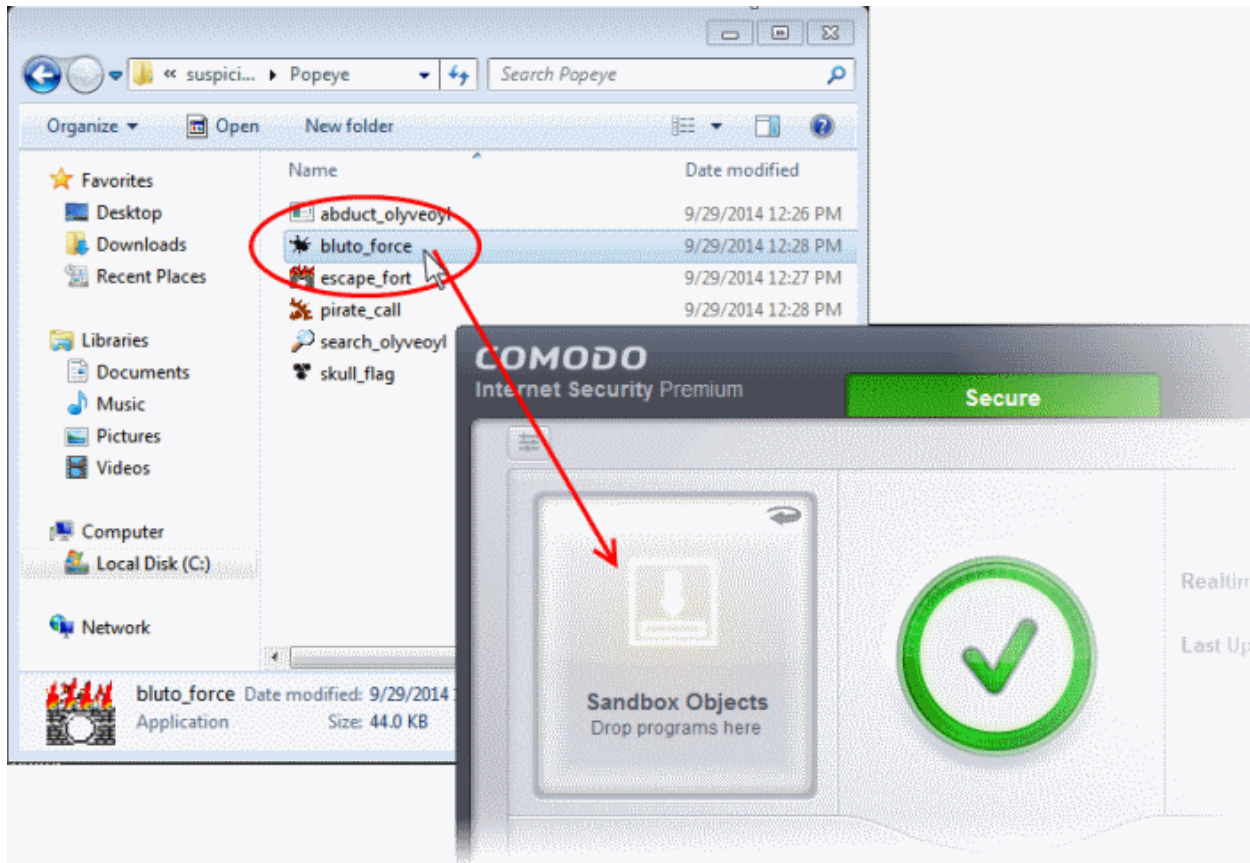 « suspici... ▸ Popeye
Search Popeye
Organize
Open
New folder
Name
Date modified
Favorites
Desktop
Downloads
Recent Places
Libraries
Documents
Music
Pictures
Videos
Computer
Local Disk (C:)
Network
abduct_olyveoyl 9/29/2014 12:26 PM
bluto_force 9/29/2014 12:28 PM
escape_fort 9/29/2014 12:27 PM
pirate_call 9/29/2014 12:28 PM
search_olyveoyl
skull_flag
bluto_force Date modified: 9/29/2014
Application Size: 44.0 KB
COMODO
Internet Security Premium
Secure
Sandbox Objects
Drop programs here
Last Up